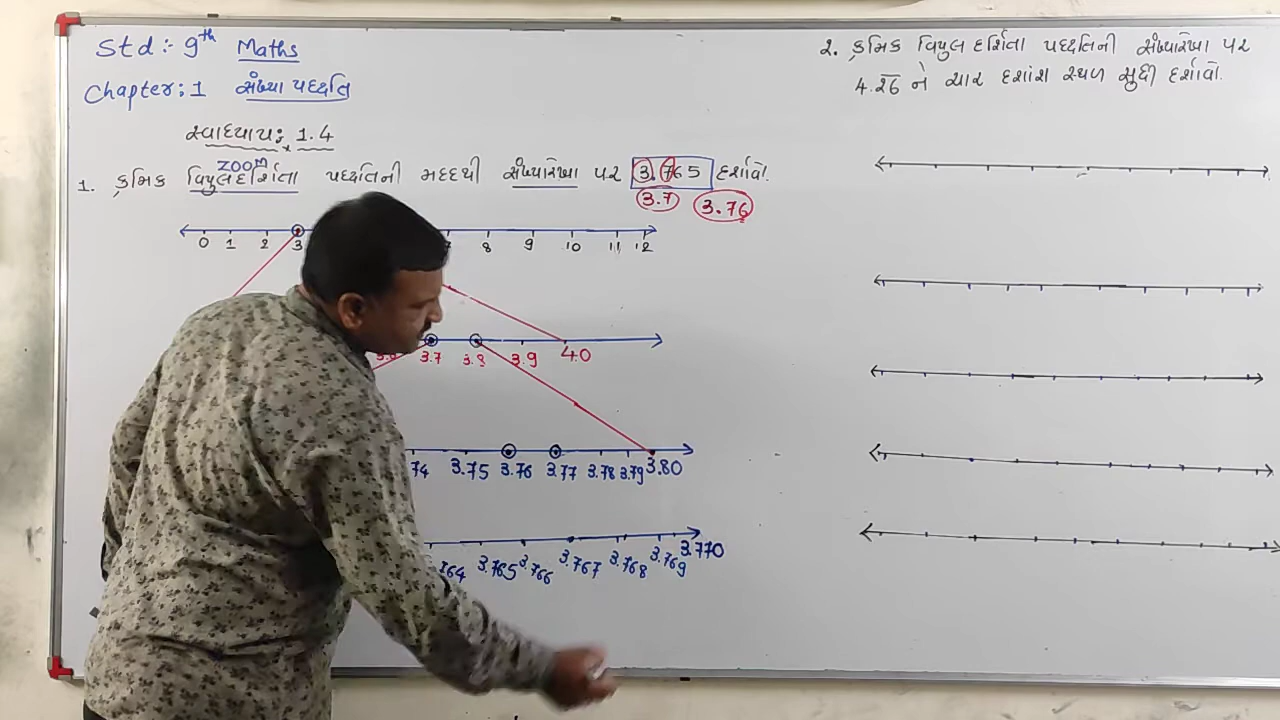 Std :- 9th Maths
Chapter : 1 સંખ્યા પદ્ધતિ
સ્વાધ્યાય : 1.4
ZOOM
1. ક્રમિક વિપુલદર્શિતા પદ્ધતિની મદદથી સંખ્યારેખા પર 3.765 દર્શાવો.
3.7 3.76
0 1 2 3 8 9 10 11 12
3.7 3.8 3.9 4.0
74 3.75 3.76 3.77 3.78 3.79 3.80
764 3.765 3.766 3.767 3.768 3.769 3.770
2. ક્રમિક વિપુલ દર્શિતા પદ્ધતિની સંખ્યારેખા પર
4.26̅ ને ચાર દશાંશ સ્થળ સુધી દર્શાવો.